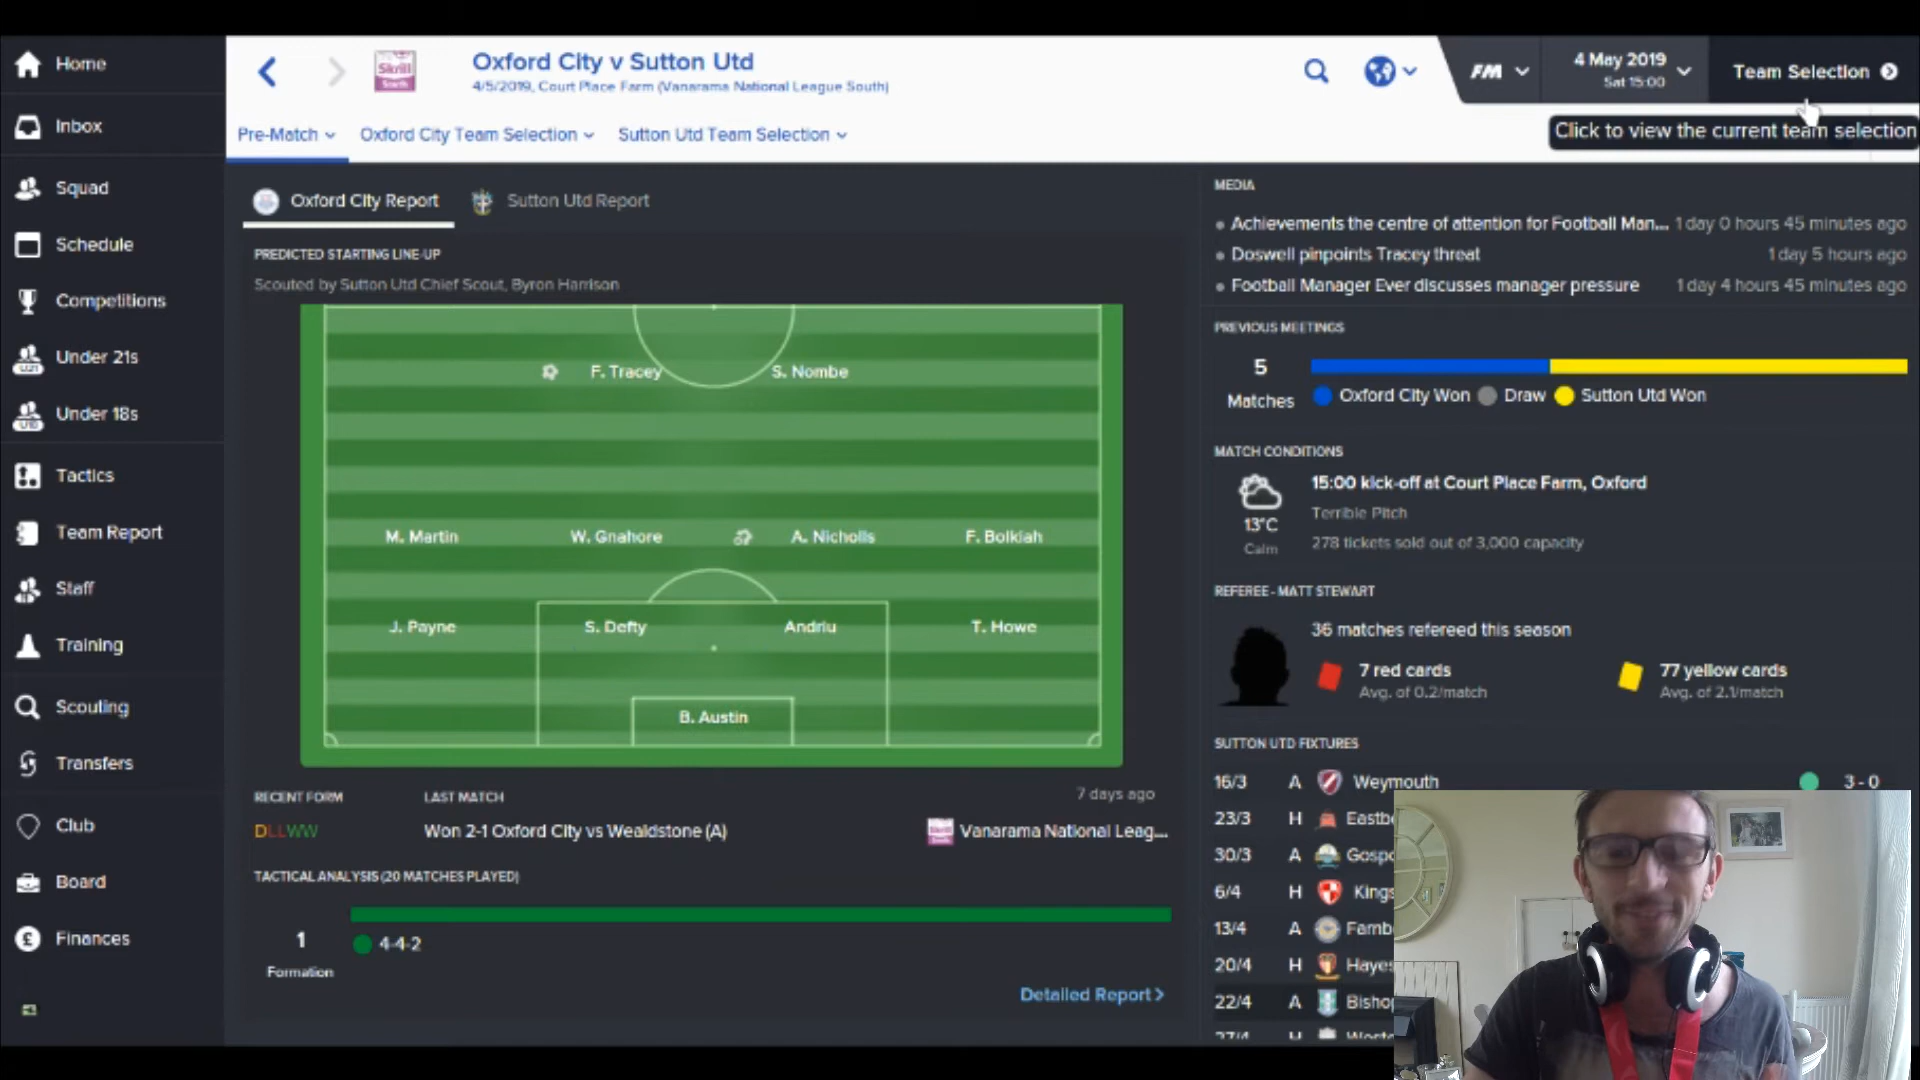 Home
Inbox
Squad
Schedule
Competitions
Under 21s
Under 18s
Tactics
Team Report
Staff
Training
Scouting
Transfers
Club
Board
Finances
Skrill
South
Oxford City v Sutton Utd
4/5/2019, Court Place Farm (Vanarama National League South)
FM
4 May 2019
Sat 15:00
Team Selection
Click to view the current team selection
Pre-Match
Oxford City Team Selection
Sutton Utd Team Selection
Oxford City Report
Sutton Utd Report
PREDICTED STARTING LINE-UP
Scouted by Sutton Utd Chief Scout, Byron Harrison
F. Tracey S. Nombe
M. Martin W. Gnahore A. Nicholls F. Bolkiah
J. Payne S. Defty Andriu T. Howe
B. Austin
RECENT FORM LAST MATCH 7 days ago
DLLWW Won 2-1 Oxford City vs Wealdstone (A) Vanarama National Leag...
TACTICAL ANALYSIS (20 MATCHES PLAYED)
1
Formation
4-4-2
Detailed Report
MEDIA
Achievements the centre of attention for Football Man... 1 day 0 hours 45 minutes ago
Doswell pinpoints Tracey threat 1 day 5 hours ago
Football Manager Ever discusses manager pressure 1 day 4 hours 45 minutes ago
PREVIOUS MEETINGS
5
Matches
Oxford City Won Draw Sutton Utd Won
MATCH CONDITIONS
13°C
Calm
15:00 kick-off at Court Place Farm, Oxford
Terrible Pitch
278 tickets sold out of 3,000 capacity
REFEREE - MATT STEWART
36 matches refereed this season
7 red cards
Avg. of 0.2/match
77 yellow cards
Avg. of 2.1/match
SUTTON UTD FIXTURES
16/3 A Weymouth 3 - 0
23/3 H Eastb
30/3 A Gosp
6/4 H Kings
13/4 A Farnb
20/4 H Hayes
22/4 A Bisho
27/4 H